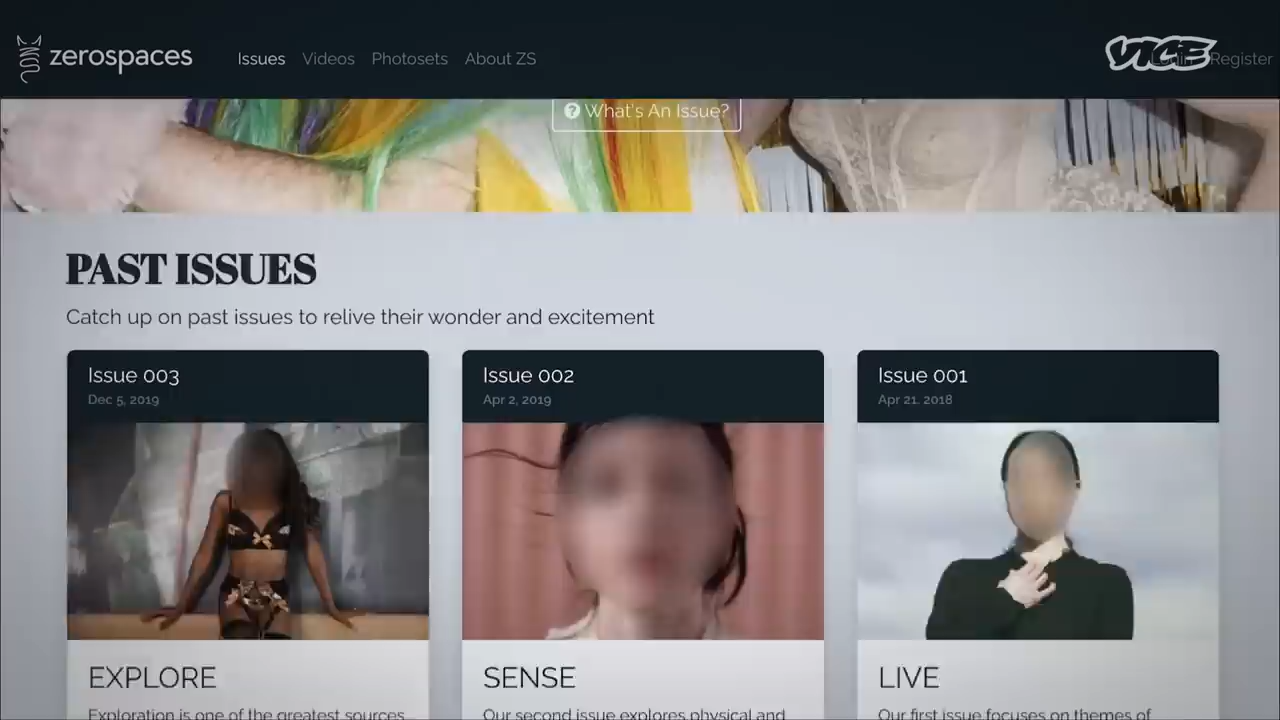 zerospaces
Issues Videos Photosets About ZS
VICE
Login Register
What's An Issue?
PAST ISSUES
Catch up on past issues to relive their wonder and excitement
Issue 003
Dec 5, 2019
Issue 002
Apr 2, 2019
Issue 001
Apr 21. 2018
EXPLORE
SENSE
LIVE
Exploration is one of the greatest sources
Our second issue explores physical and
Our first issue focuses on themes of